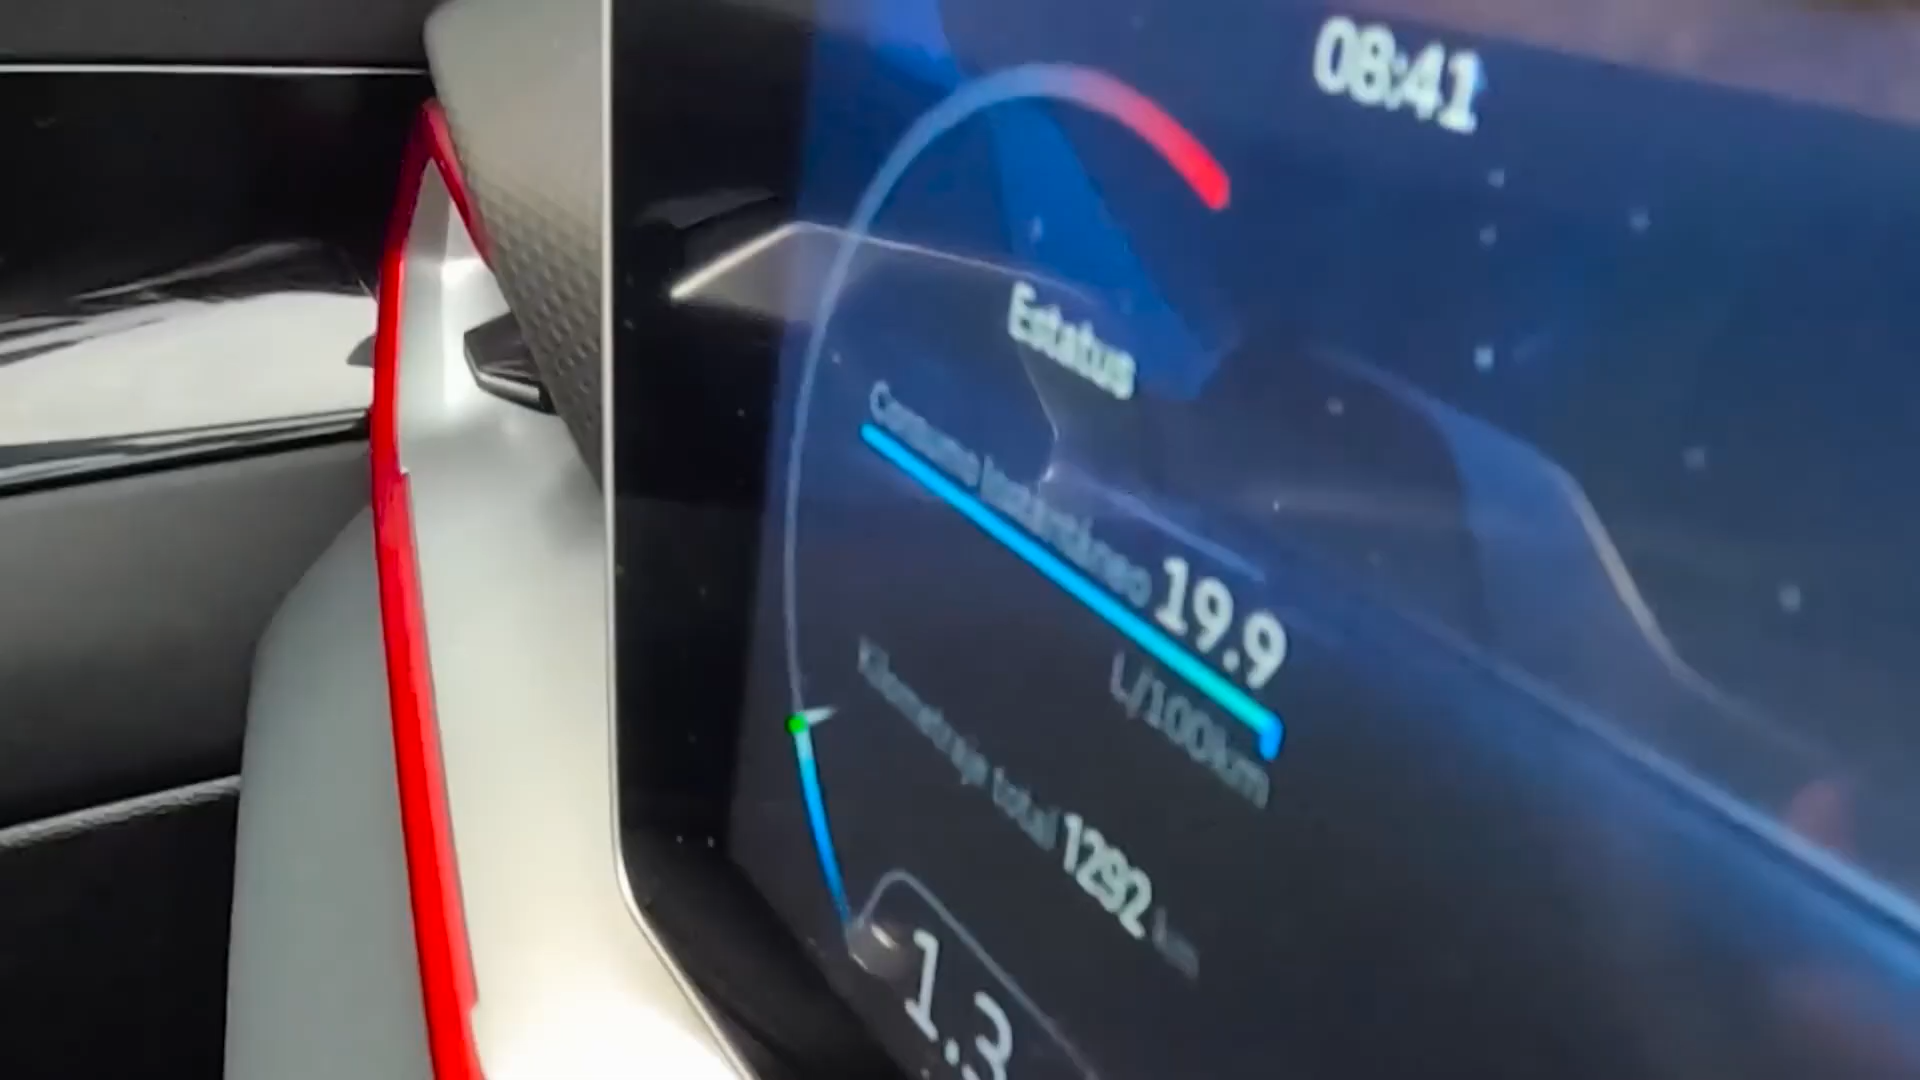 08:41
Estatus
Consumo instantáneo 19.9
L/100km
Kilometraje total 1292 km
1.3